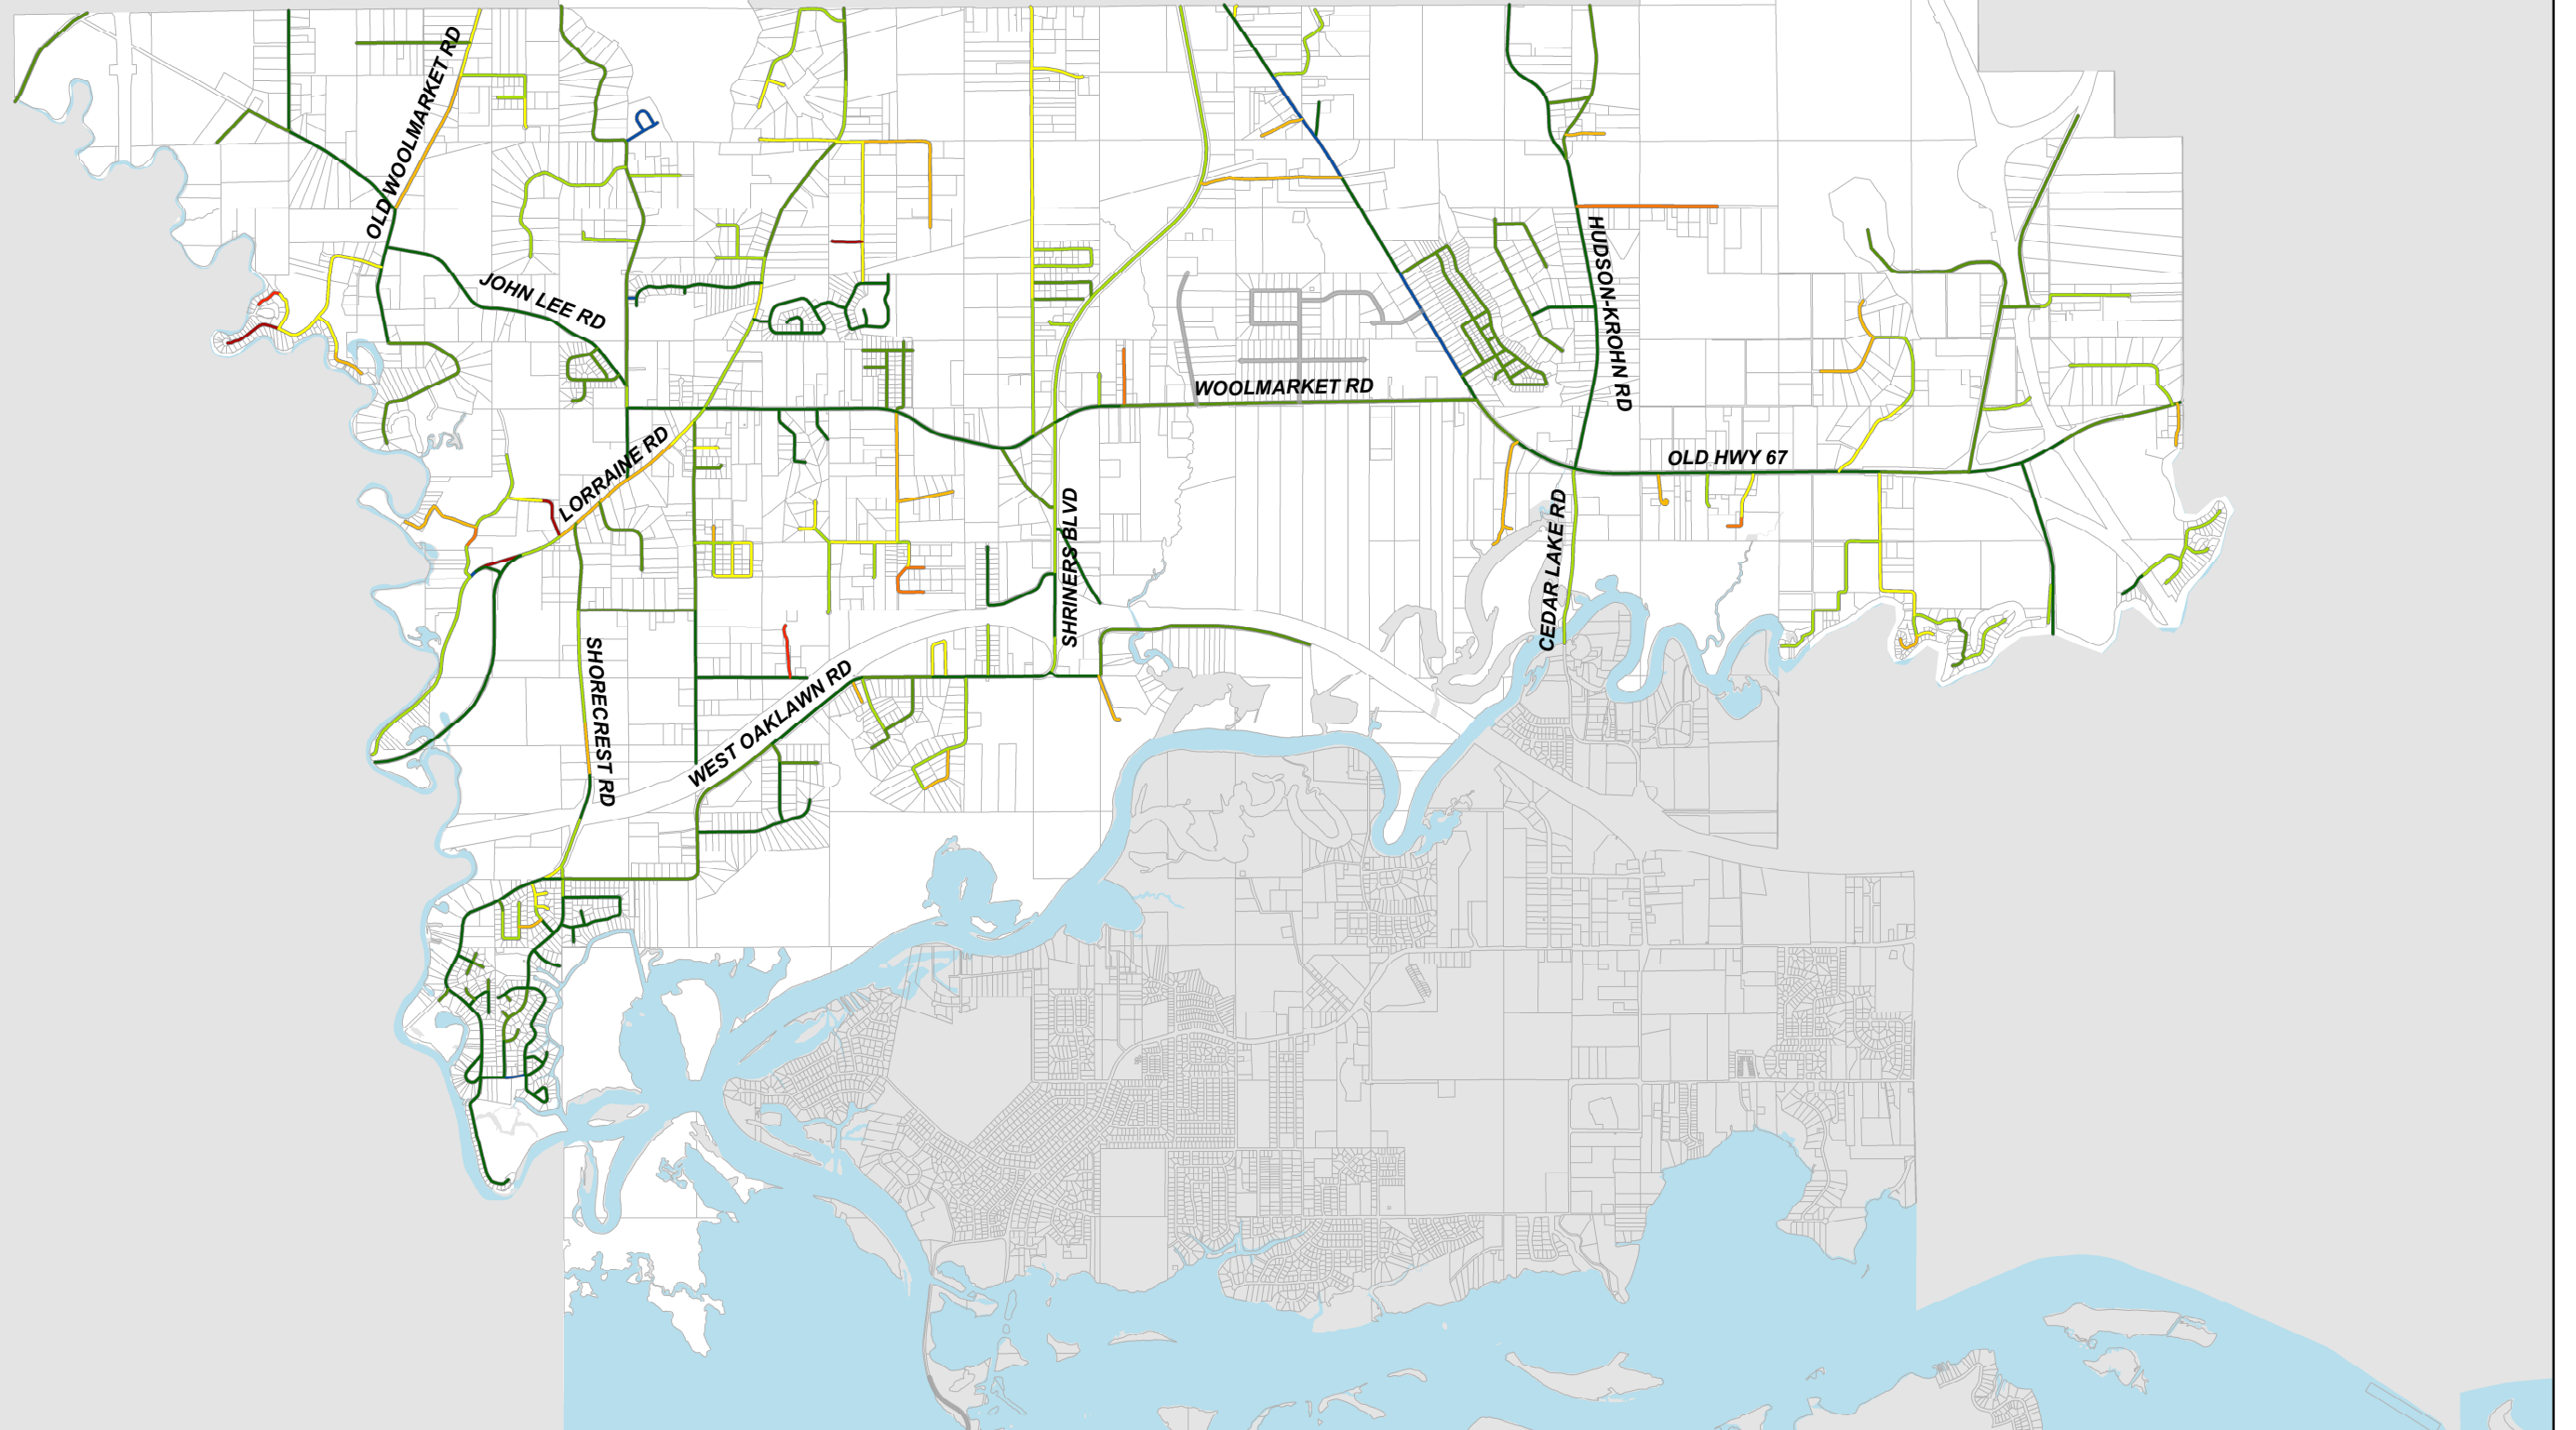 OLD WOOLMARKET RD
JOHN LEE RD
HUDSON-KROHN RD
WOOLMARKET RD
LORRAINE RD
OLD HWY 67
SHRINERS BLVD
CEDAR LAKE RD
SHORECREST RD
WEST OAKLAWN RD